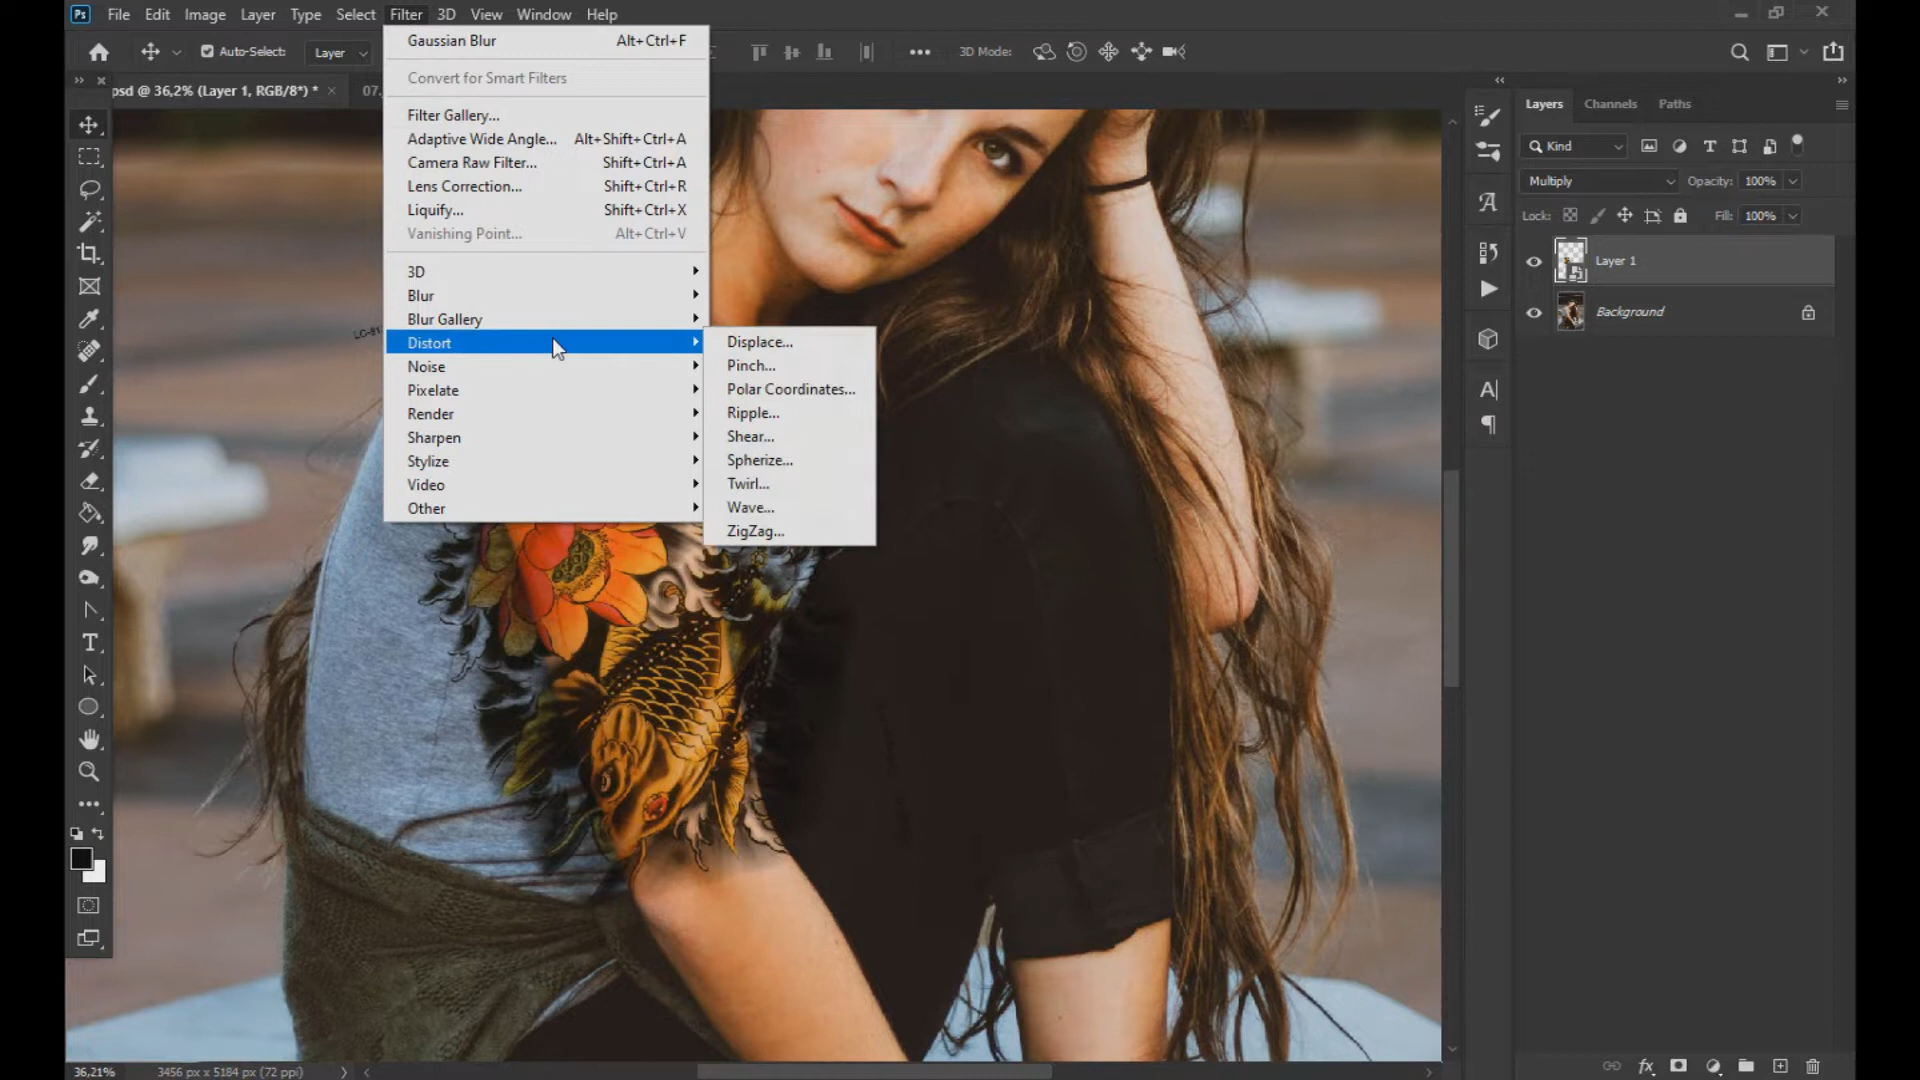 Ps File Edit Image Layer Type Select Filter 3D View Window Help
Auto-Select: Layer 3D Mode:
psd @ 36,2% (Layer 1, RGB/8*) * × 07.
Gaussian Blur Alt+Ctrl+F
Convert for Smart Filters
Filter Gallery...
Adaptive Wide Angle... Alt+Shift+Ctrl+A
Camera Raw Filter... Shift+Ctrl+A
Lens Correction... Shift+Ctrl+R
Liquify... Shift+Ctrl+X
Vanishing Point... Alt+Ctrl+V
3D
Blur
Blur Gallery
Distort
Noise
Pixelate
Render
Sharpen
Stylize
Video
Other
Displace...
Pinch...
Polar Coordinates...
Ripple...
Shear...
Spherize...
Twirl...
Wave...
ZigZag...
Layers Channels Paths
Kind
Multiply Opacity: 100%
Lock: Fill: 100%
Layer 1
Background
36,21% 3456 px x 5184 px (72 ppi)